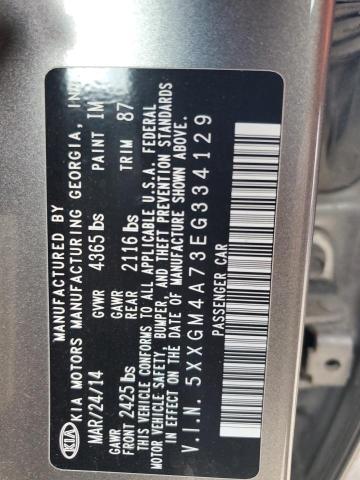 KIA
MANUFACTURED BY
KIA MOTORS MANUFACTURING GEORGIA, IN
MAR/24/14 GVWR 4365 lbs PAINT IM
GAWR FRONT 2425 lbs GAWR REAR 2116 lbs TRIM 87
THIS VEHICLE CONFORMS TO ALL APPLICABLE U.S.A. FEDERAL
MOTOR VEHICLE SAFETY, BUMPER, AND THEFT PREVENTION STANDARDS
IN EFFECT ON THE DATE OF MANUFACTURE SHOWN ABOVE.
V.I.N. 5XXGM4A73EG334129
PASSENGER CAR